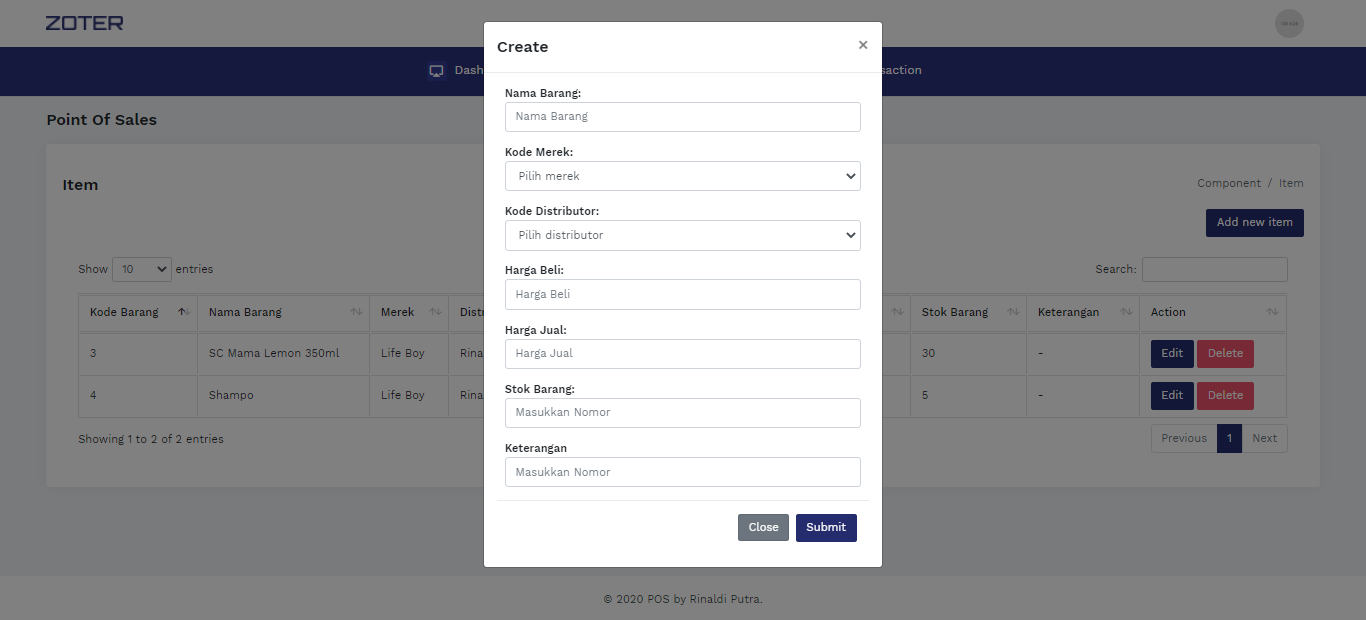 ZOTER
Dash
saction
Point Of Sales
Item
Component / Item
Add new item
Show 10 entries
Search:
Kode Barang Nama Barang Merek Distr Stok Barang Keterangan Action
3 SC Mama Lemon 350ml Life Boy Rina 30 - Edit Delete
4 Shampo Life Boy Rina 5 - Edit Delete
Showing 1 to 2 of 2 entries
Previous 1 Next
Create ×
Nama Barang:
Nama Barang
Kode Merek:
Pilih merek
Kode Distributor:
Pilih distributor
Harga Beli:
Harga Beli
Harga Jual:
Harga Jual
Stok Barang:
Masukkan Nomor
Keterangan
Masukkan Nomor
Close Submit
© 2020 POS by Rinaldi Putra.